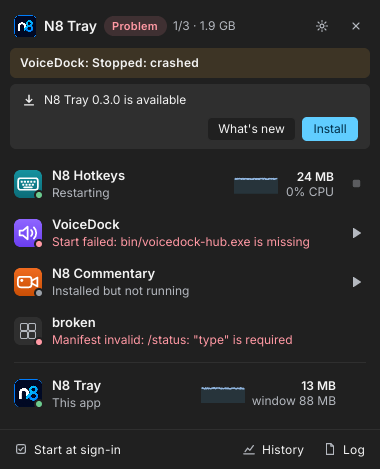 n8 N8 Tray Problem 1/3 · 1.9 GB
VoiceDock: Stopped: crashed
N8 Tray 0.3.0 is available
What's new Install
N8 Hotkeys 24 MB
Restarting 0% CPU
VoiceDock
Start failed: bin/voicedock-hub.exe is missing
N8 Commentary
Installed but not running
broken
Manifest invalid: /status: "type" is required
n8 N8 Tray 13 MB
This app window 88 MB
Start at sign-in History Log